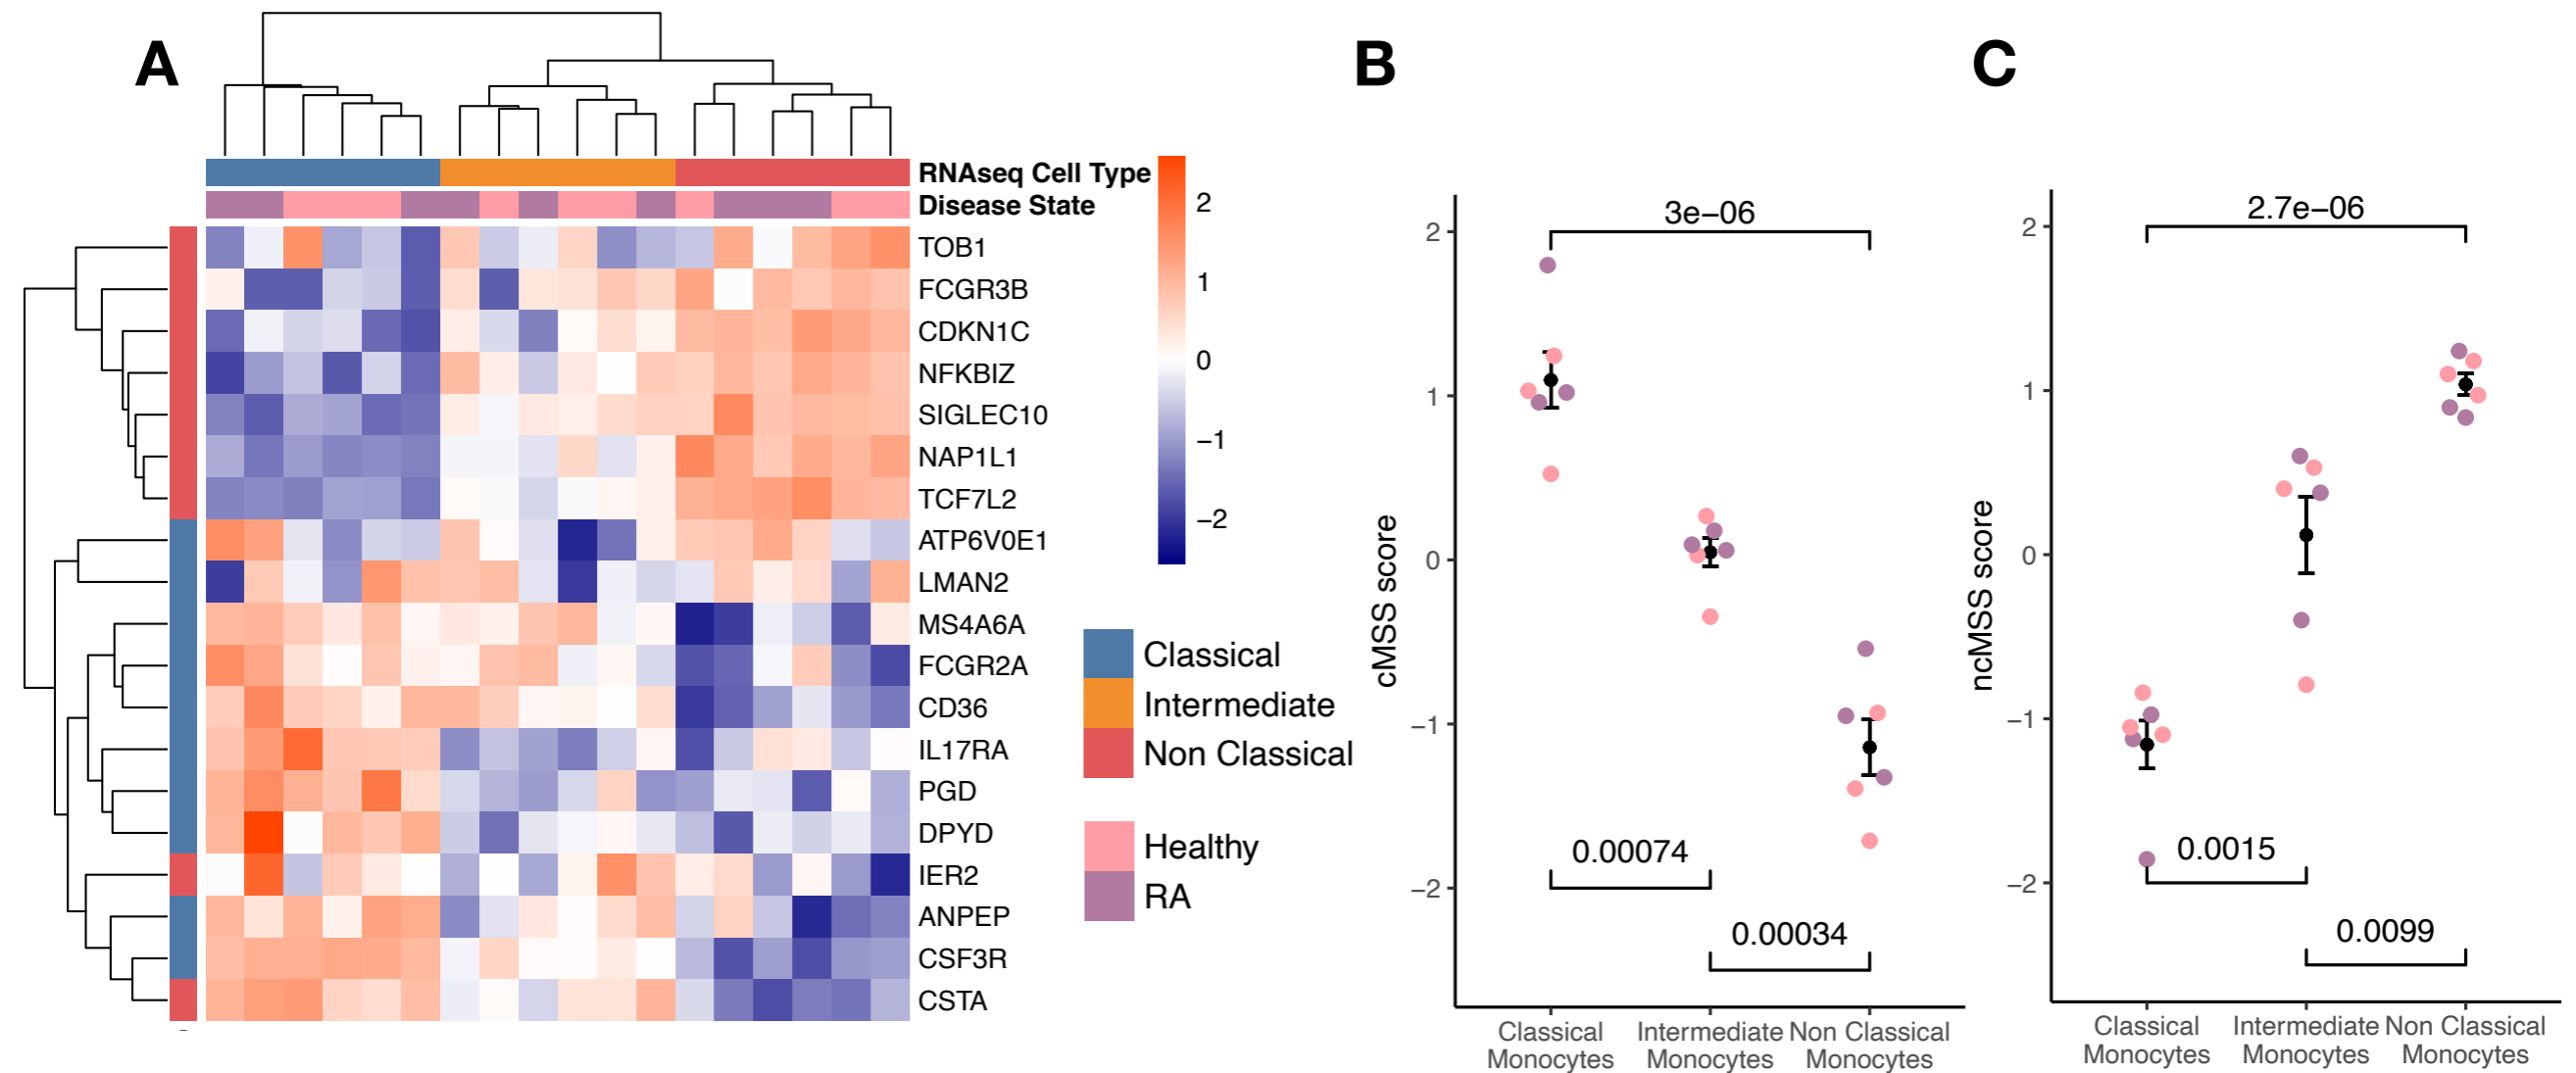 A
RNAseq Cell Type
Disease State
TOB1
FCGR3B
CDKN1C
NFKBIZ
SIGLEC10
NAP1L1
TCF7L2
ATP6V0E1
LMAN2
MS4A6A
FCGR2A
CD36
IL17RA
PGD
DPYD
IER2
ANPEP
CSF3R
CSTA
2
1
0
−1
−2
Classical
Intermediate
Non Classical
Healthy
RA
B
cMSS score
2
1
0
−1
−2
3e−06
0.00074
0.00034
Classical
Monocytes
Intermediate
Monocytes
Non Classical
Monocytes
C
ncMSS score
2
1
0
−1
−2
2.7e−06
0.0015
0.0099
Classical
Monocytes
Intermediate
Monocytes
Non Classical
Monocytes